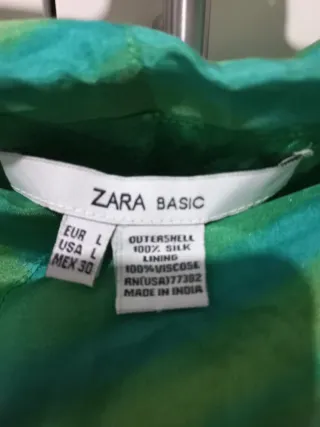 ZARA BASIC
EUR L
USA L
MEX 30
OUTERSHELL
100% SILK
LINING
100%VISCOSE
RN(USA)77302
MADE IN INDIA